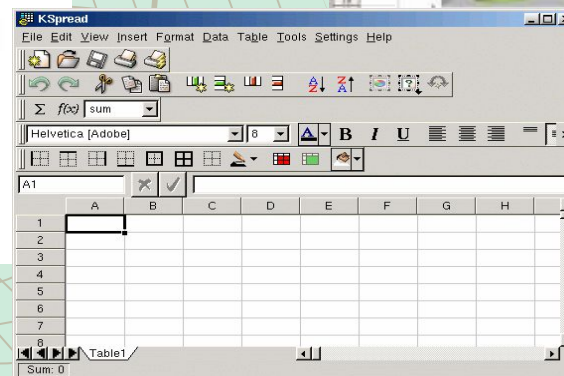 KSpread
File Edit View Insert Format Data Table Tools Settings Help
Σ f(x) sum
Helvetica [Adobe] 8 A B I U
A1
A B C D E F G H
1
2
3
4
5
6
7
8
Table1
Sum: 0